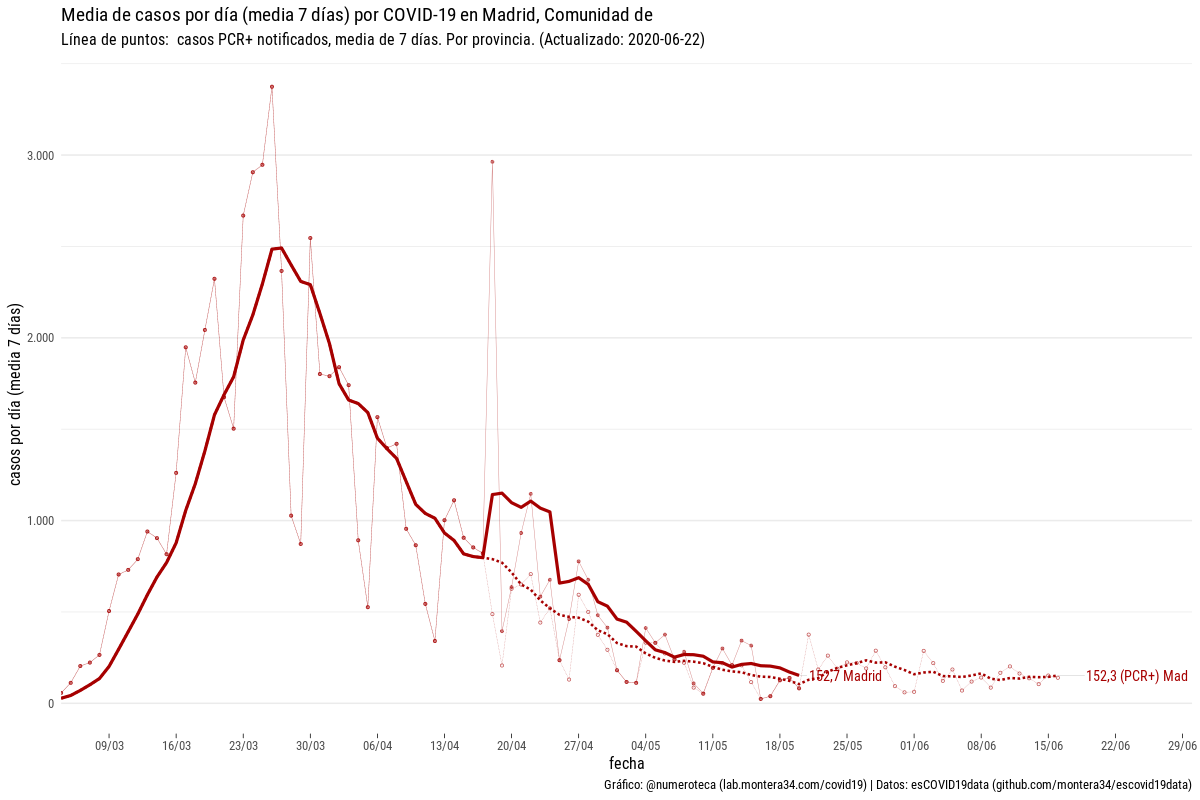 Media de casos por día (media 7 días) por COVID-19 en Madrid, Comunidad de
Línea de puntos:  casos PCR+ notificados, media de 7 días. Por provincia. (Actualizado: 2020-06-22)
casos por día (media 7 días)
3.000
2.000
1.000
0
152,7 Madrid
152,3 (PCR+) Mad
09/03 16/03 23/03 30/03 06/04 13/04 20/04 27/04 04/05 11/05 18/05 25/05 01/06 08/06 15/06 22/06 29/06
fecha
Gráfico: @numeroteca (lab.montera34.com/covid19) | Datos: esCOVID19data (github.com/montera34/escovid19data)